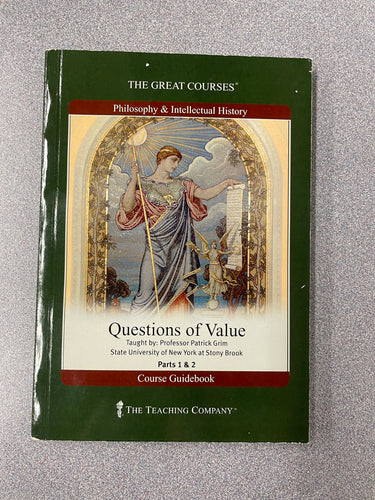 THE GREAT COURSES®
Philosophy & Intellectual History
Questions of Value
Taught by: Professor Patrick Grim
State University of New York at Stony Brook
Parts 1 & 2
Course Guidebook
THE TEACHING COMPANY™